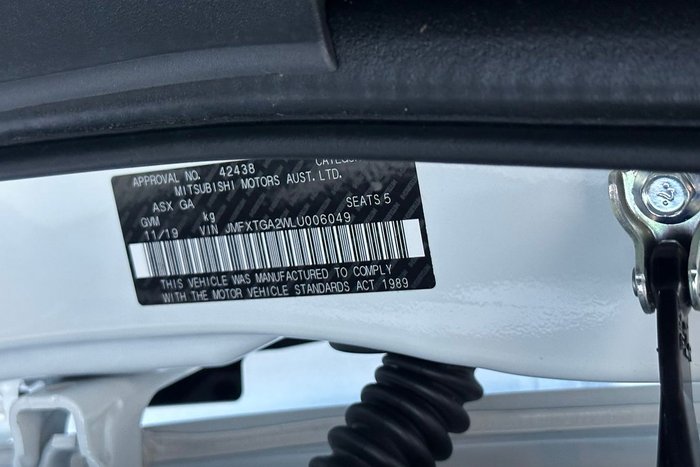 APPROVAL NO. 42438
MITSUBISHI MOTORS AUST. LTD.
ASX GA SEATS 5
GVM kg
11/19 VIN JMFXTGA2WLU006049
THIS VEHICLE WAS MANUFACTURED TO COMPLY
WITH THE MOTOR VEHICLE STANDARDS ACT 1989